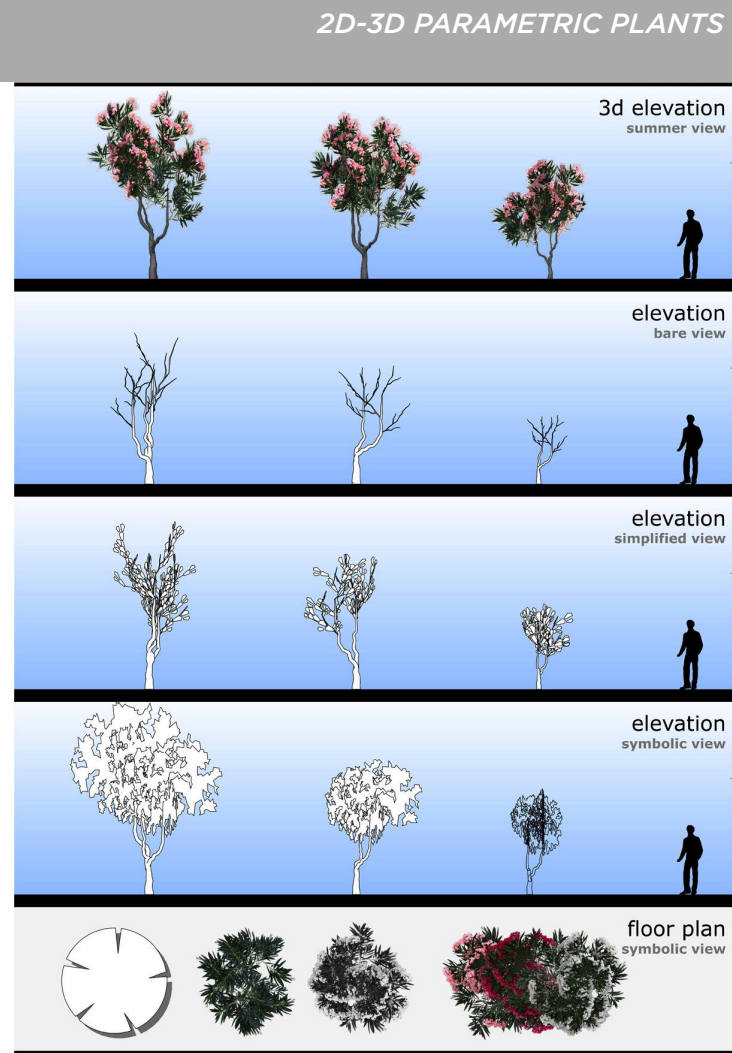 2D-3D PARAMETRIC PLANTS
3d elevation
summer view
elevation
bare view
elevation
simplified view
elevation
symbolic view
floor plan
symbolic view